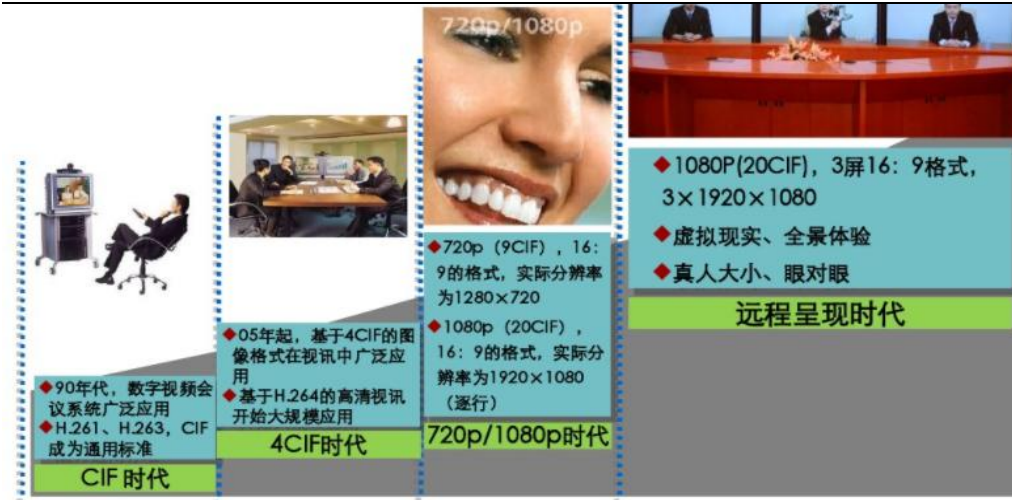 90年代，数字视频会
议系统广泛应用
H.261、H.263，CIF
成为通用标准
CIF 时代
05年起，基于4CIF的图
像格式在视讯中广泛应
用
基于H.264的高清视讯
开始大规模应用
4CIF时代
720p/1080p
720p（9CIF），16：
9的格式，实际分辨率
为1280×720
1080p（20CIF），
16：9的格式，实际分
辨率为1920×1080
（逐行）
720p/1080p时代
1080P(20CIF)，3屏16：9格式，
3×1920×1080
虚拟现实、全景体验
真人大小、眼对眼
远程呈现时代